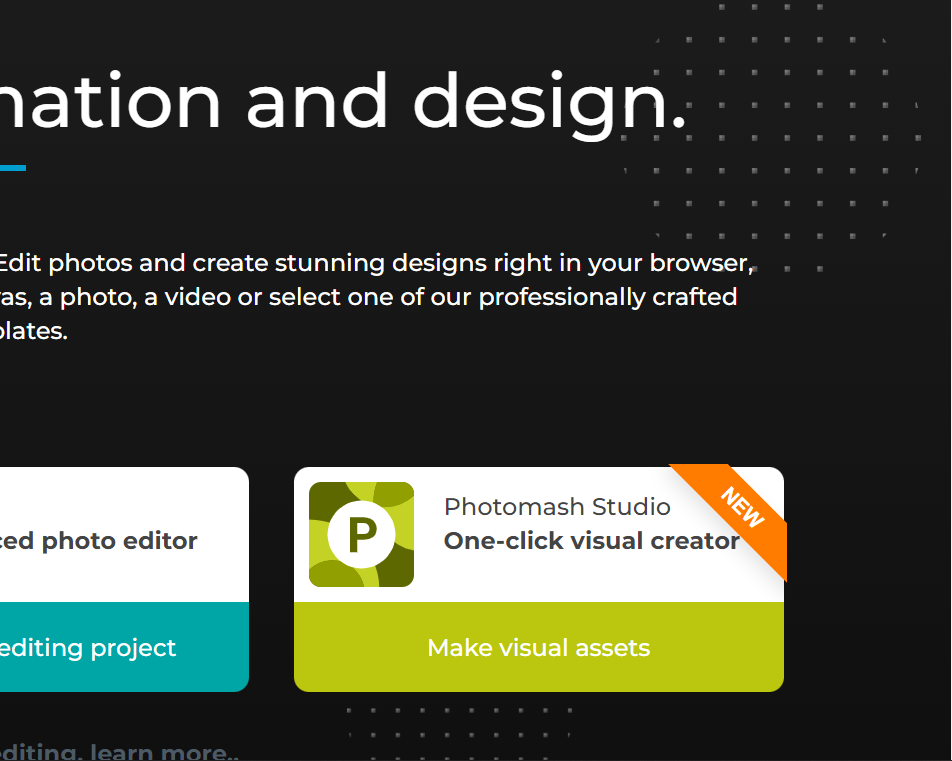 nation and design.
Edit photos and create stunning designs right in your browser,
as, a photo, a video or select one of our professionally crafted
plates.
ced photo editor
editing project
P
Photomash Studio
One-click visual creator
NEW
Make visual assets
editing, learn more..